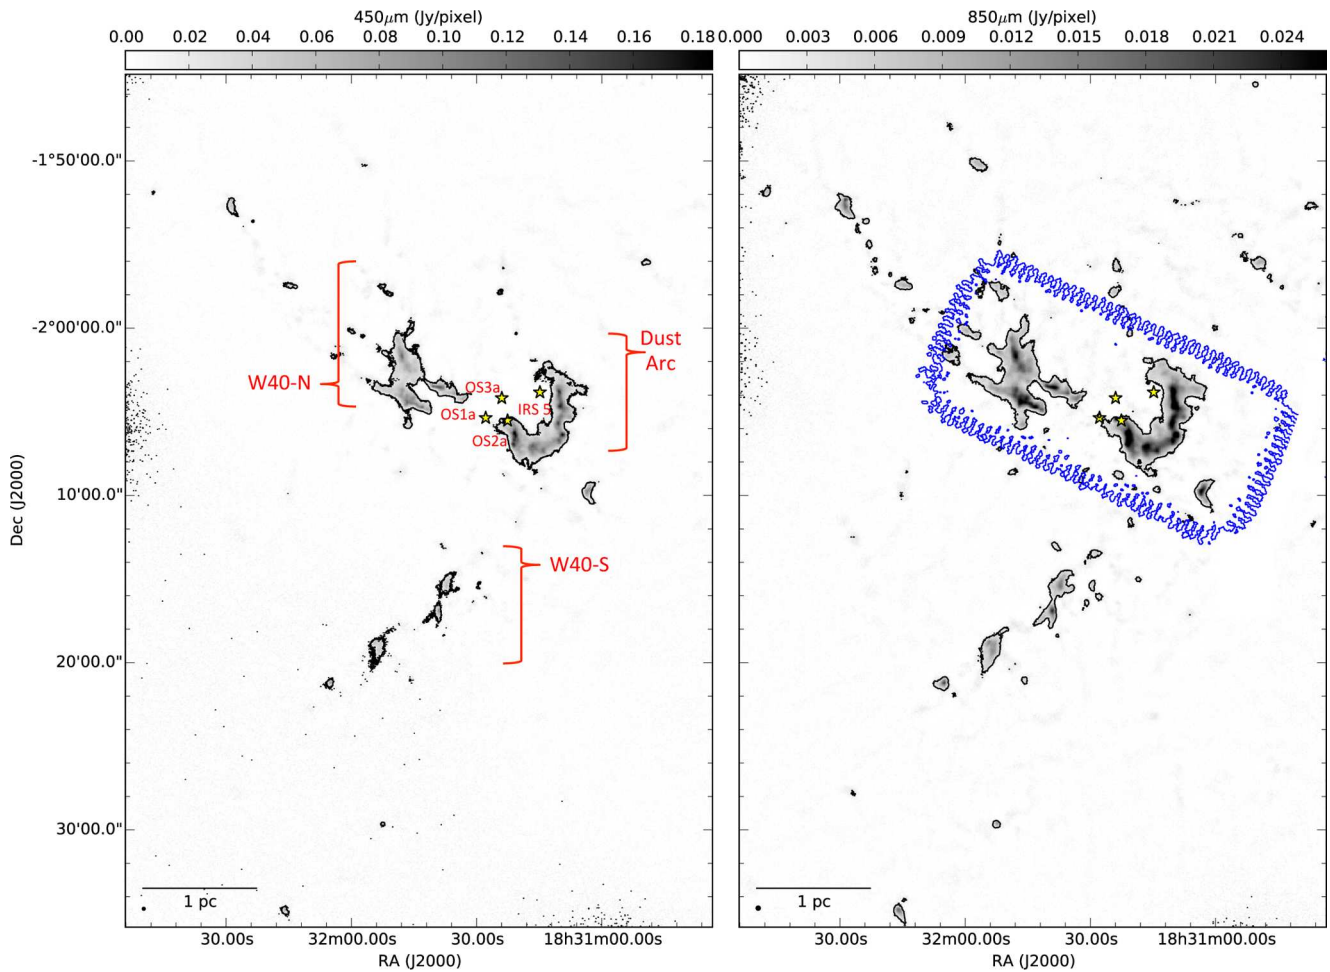 450μm (Jy/pixel)
850μm (Jy/pixel)
0.00 0.02 0.04 0.06 0.08 0.10 0.12 0.14 0.16 0.18
0.000 0.003 0.006 0.009 0.012 0.015 0.018 0.021 0.024
-1°50'00.0"
-2°00'00.0"
10'00.0"
20'00.0"
30'00.0"
Dec (J2000)
W40-N
OS3a
OS1a
OS2a
IRS 5
Dust
Arc
W40-S
1 pc
1 pc
30.00s 32m00.00s 30.00s 18h31m00.00s
30.00s 32m00.00s 30.00s 18h31m00.00s
RA (J2000)
RA (J2000)